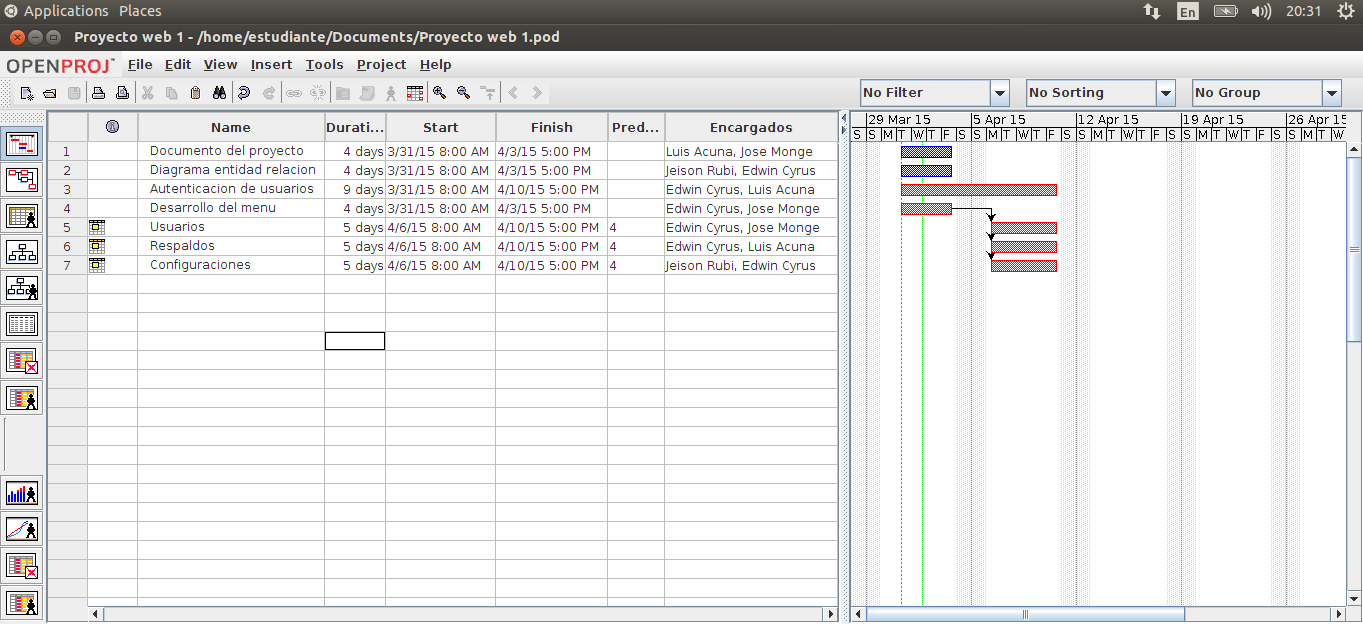 Applications Places En 20:31
Proyecto web 1 - /home/estudiante/Documents/Proyecto web 1.pod
OPENPROJ™ File Edit View Insert Tools Project Help
No Filter No Sorting No Group
Name Durati... Start Finish Pred... Encargados
29 Mar 15 5 Apr 15 12 Apr 15 19 Apr 15 26 Apr 15
S S M T W T F S S M T W T F S S M T W T F S S M T W T F S S M T W
1 Documento del proyecto 4 days 3/31/15 8:00 AM 4/3/15 5:00 PM Luis Acuna, Jose Monge
2 Diagrama entidad relacion 4 days 3/31/15 8:00 AM 4/3/15 5:00 PM Jeison Rubi, Edwin Cyrus
3 Autenticacion de usuarios 9 days 3/31/15 8:00 AM 4/10/15 5:00 PM Edwin Cyrus, Luis Acuna
4 Desarrollo del menu 4 days 3/31/15 8:00 AM 4/3/15 5:00 PM Edwin Cyrus, Jose Monge
5 Usuarios 5 days 4/6/15 8:00 AM 4/10/15 5:00 PM 4 Edwin Cyrus, Jose Monge
6 Respaldos 5 days 4/6/15 8:00 AM 4/10/15 5:00 PM 4 Edwin Cyrus, Luis Acuna
7 Configuraciones 5 days 4/6/15 8:00 AM 4/10/15 5:00 PM 4 Jeison Rubi, Edwin Cyrus